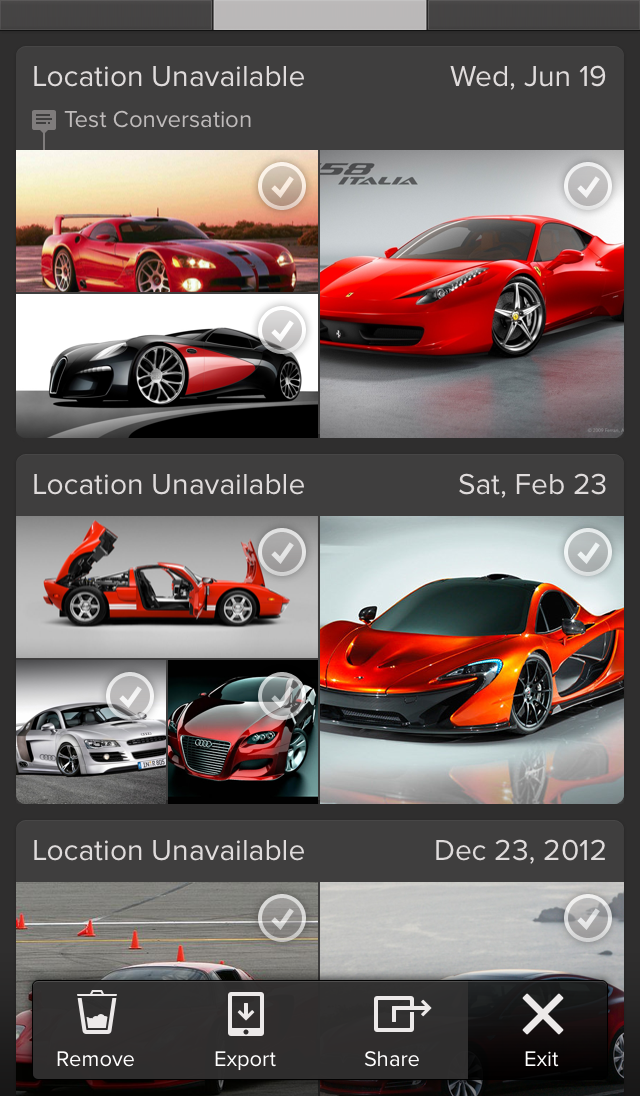 Location Unavailable Wed, Jun 19
Test Conversation
58
ITALIA
Location Unavailable Sat, Feb 23
Location Unavailable Dec 23, 2012
Remove Export Share Exit